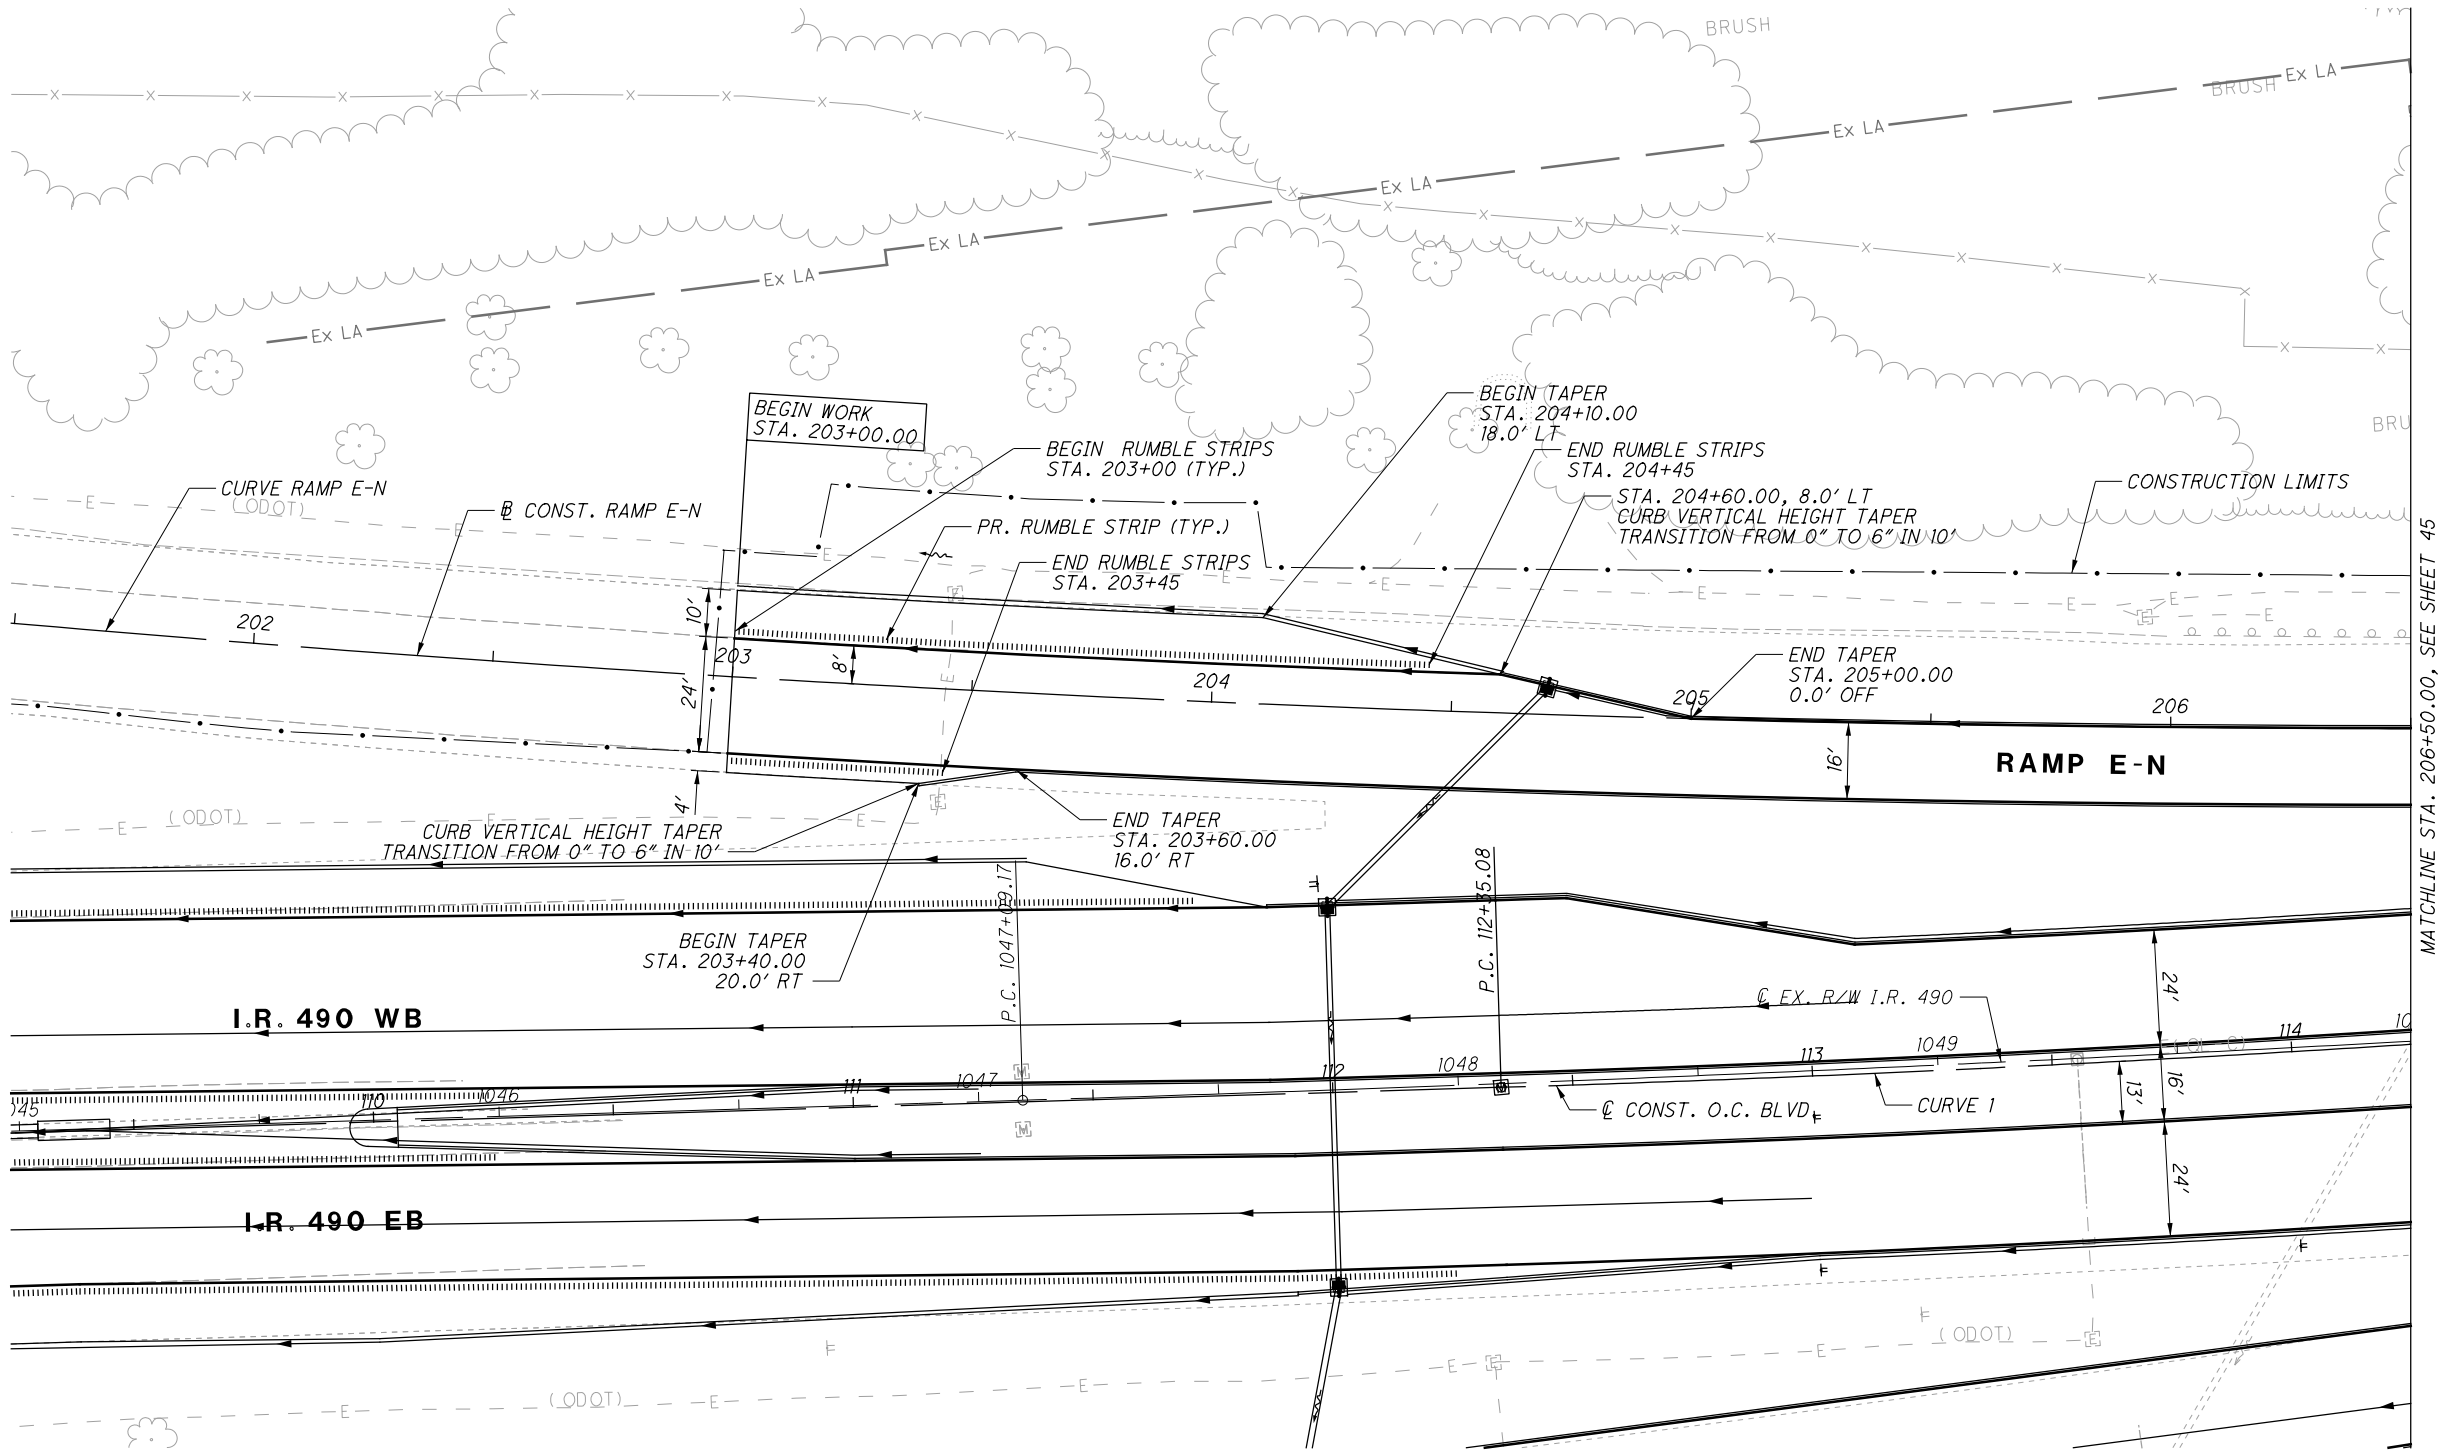 BRUSH
Ex LA
BRUSH
Ex LA
Ex LA
Ex LA
Ex LA
Ex LA
BEGIN WORK
STA. 203+00.00
BEGIN TAPER
STA. 204+10.00
18.0' LT
BEGIN RUMBLE STRIPS
STA. 203+00 (TYP.)
END RUMBLE STRIPS
STA. 204+45
STA. 204+60.00, 8.0' LT
CURB VERTICAL HEIGHT TAPER
TRANSITION FROM 0" TO 6" IN 10'
CONSTRUCTION LIMITS
BRU
CURVE RAMP E-N
(ODOT)
E
E
℄ CONST. RAMP E-N
PR. RUMBLE STRIP (TYP.)
END RUMBLE STRIPS
STA. 203+45
E
E
E
E
E
E
E
E
E
E
10'
24'
8'
4'
202
203
204
205
206
END TAPER
STA. 205+00.00
0.0' OFF
16'
RAMP E-N
MATCHLINE STA. 206+50.00, SEE SHEET 45
(ODOT)
E
E
E
E
CURB VERTICAL HEIGHT TAPER
TRANSITION FROM 0" TO 6" IN 10'
END TAPER
STA. 203+60.00
16.0' RT
BEGIN TAPER
STA. 203+40.00
20.0' RT
P.C. 1047+09.17
P.C. 112+35.08
I.R. 490 WB
℄ EX. R/W I.R. 490
24'
16'
13'
24'
045
110
1046
111
1047
112
1048
113
1049
114
10
M
M
℄ CONST. O.C. BLVD.
CURVE 1
I.R. 490 EB
(ODOT)
E
E
E
E
E
E
E
(ODOT)